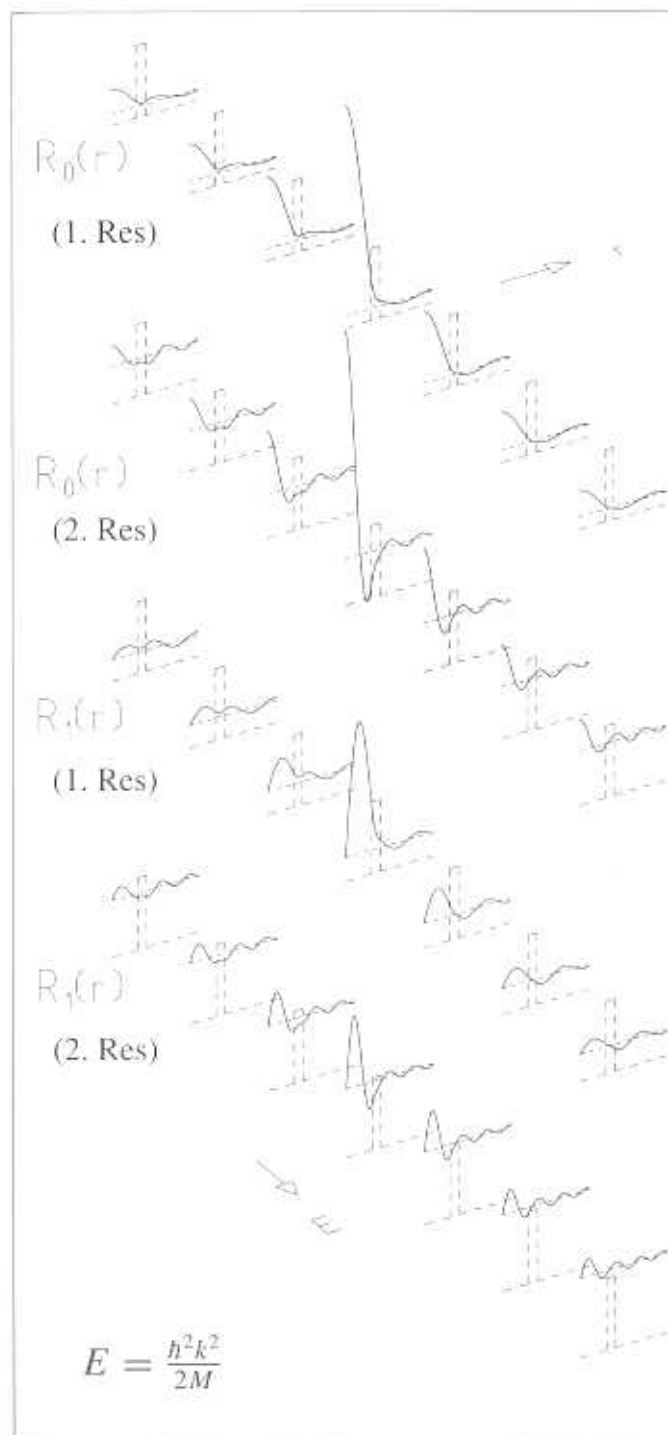 R₀(r)
(1. Res)
R₀(r)
(2. Res)
R₁(r)
(1. Res)
R₁(r)
(2. Res)
E
E = ħ²k²/2M